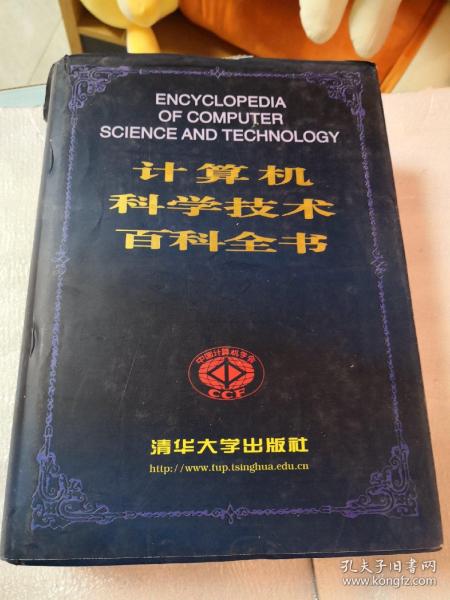 ENCYCLOPEDIA
OF COMPUTER
SCIENCE AND TECHNOLOGY
计算机
科学技术
百科全书
中国计算机学会
CCF
清华大学出版社
http://www.tup.tsinghua.edu.cn
孔夫子旧书网
www.kongfz.com